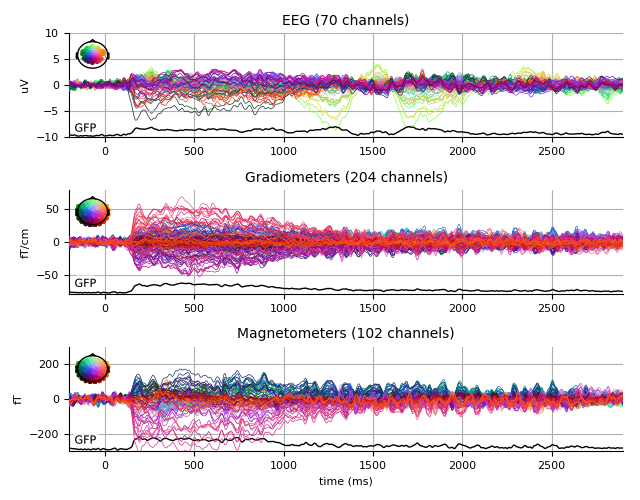 EEG (70 channels)
10
5
0
−5
−10
uV
GFP
0
500
1000
1500
2000
2500
Gradiometers (204 channels)
50
0
−50
fT/cm
GFP
0
500
1000
1500
2000
2500
Magnetometers (102 channels)
200
0
−200
fT
GFP
0
500
1000
1500
2000
2500
time (ms)